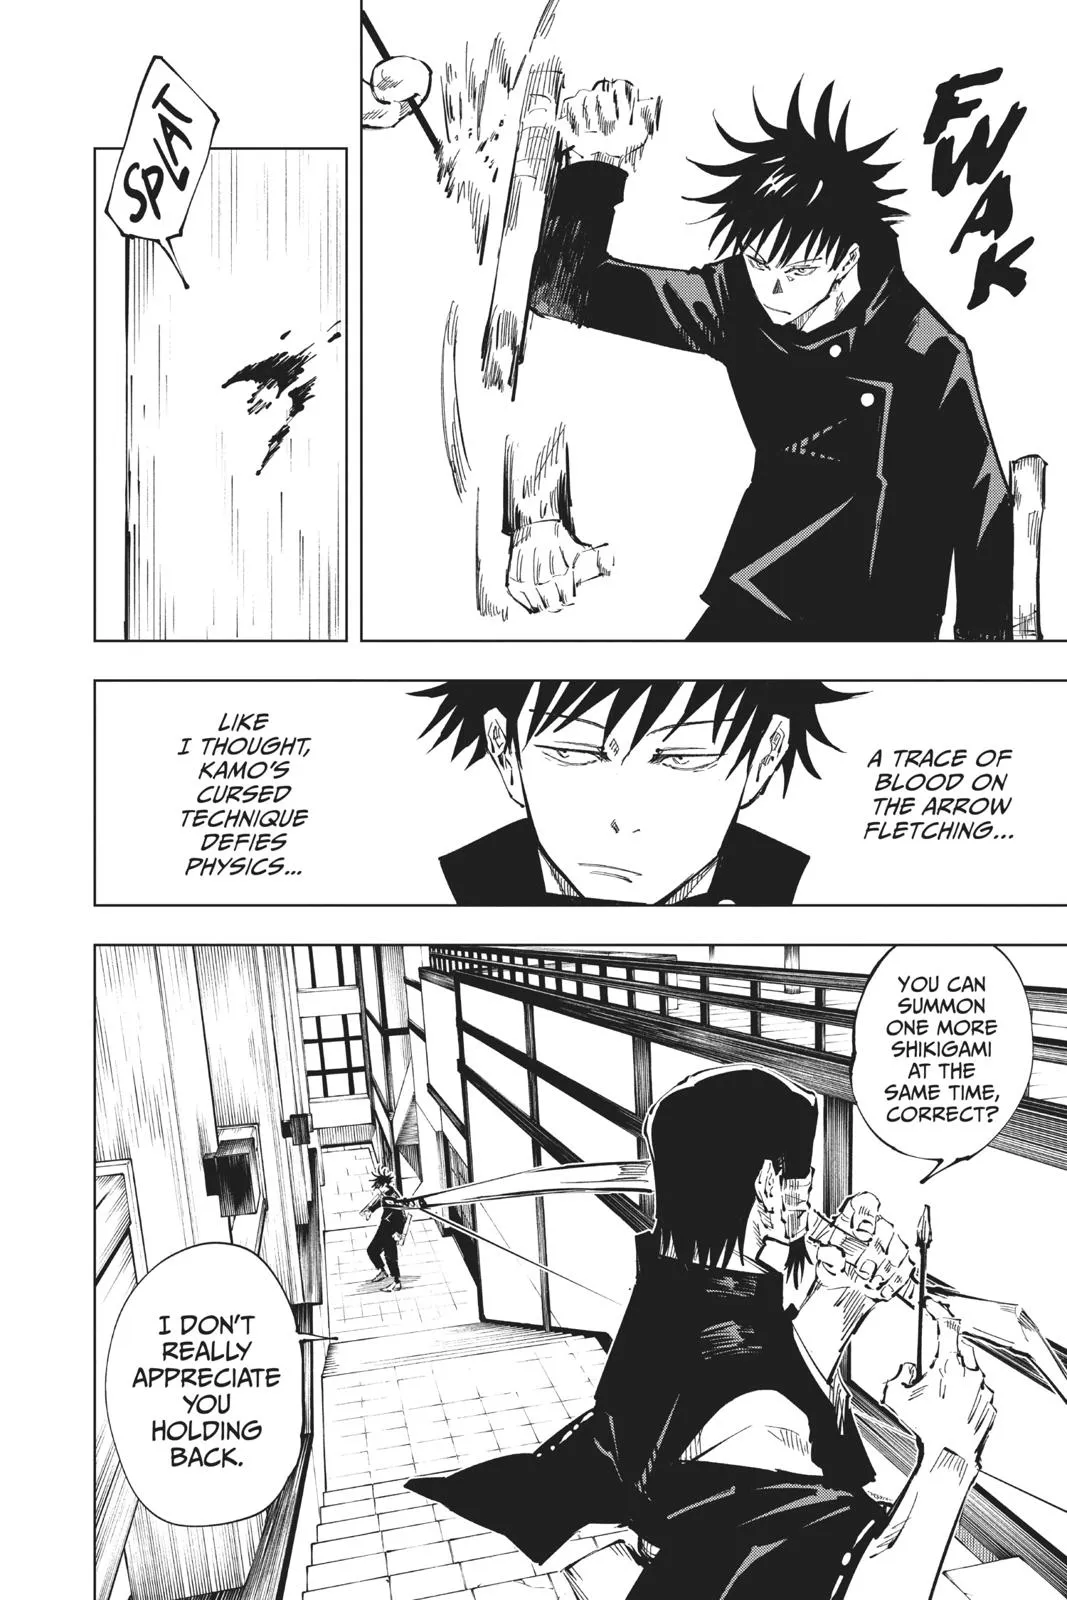 FWAK
SPLAT
A TRACE OF
BLOOD ON
THE ARROW
FLETCHING...
LIKE
I THOUGHT,
KAMO'S
CURSED
TECHNIQUE
DEFIES
PHYSICS...
YOU CAN
SUMMON
ONE MORE
SHIKIGAMI
AT THE
SAME TIME,
CORRECT?
I DON'T
REALLY
APPRECIATE
YOU
HOLDING
BACK.